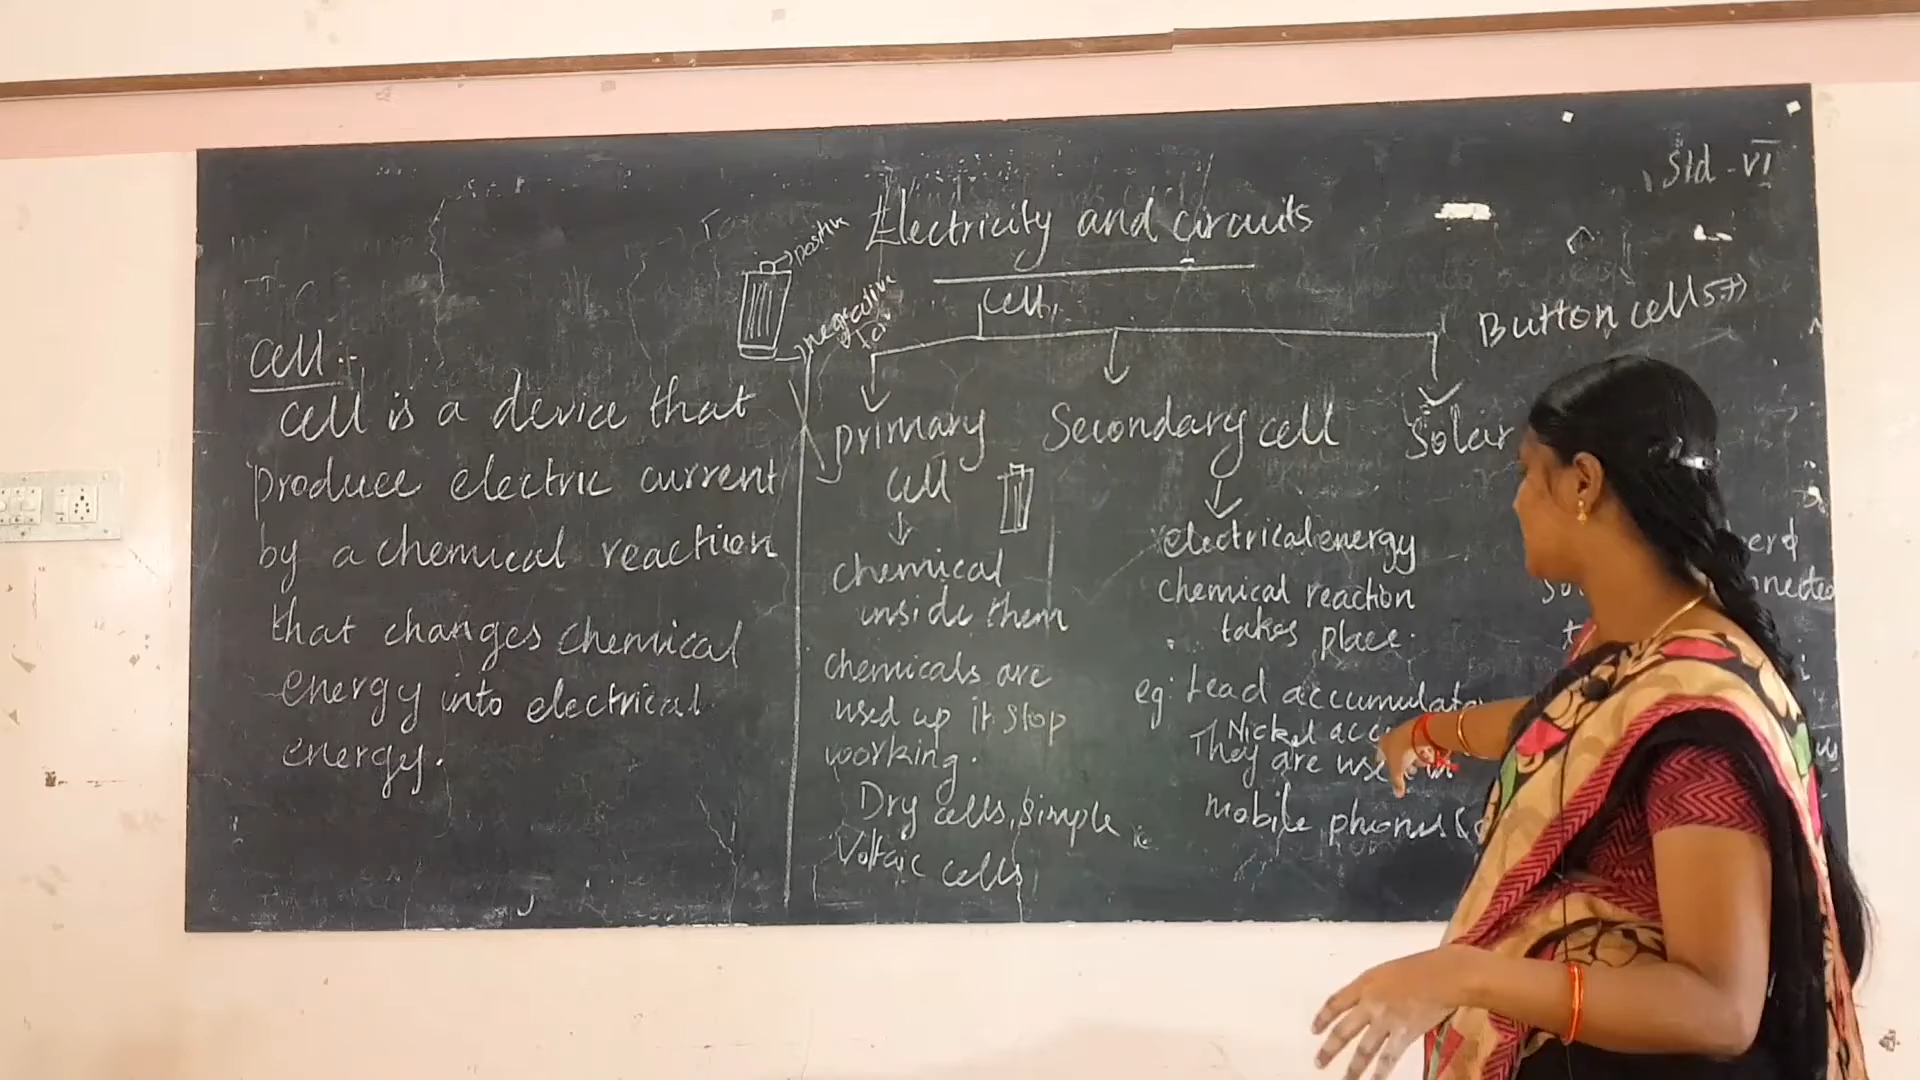 Std - VI
Electricity and circuits
positive
cell
Button cells
cell :-
cell is a device that
produce electric current
by a chemical reaction
that changes chemical
energy into electrical
energy.
primary
cell
chemical
inside them
chemicals are
used up it stop
working.
Dry cells, simple
Voltaic cells
Secondary cell
electrical energy
chemical reaction
takes place.
eg: Lead accumulator
Nickel acc
They are use
mobile phones
Solar
nnected